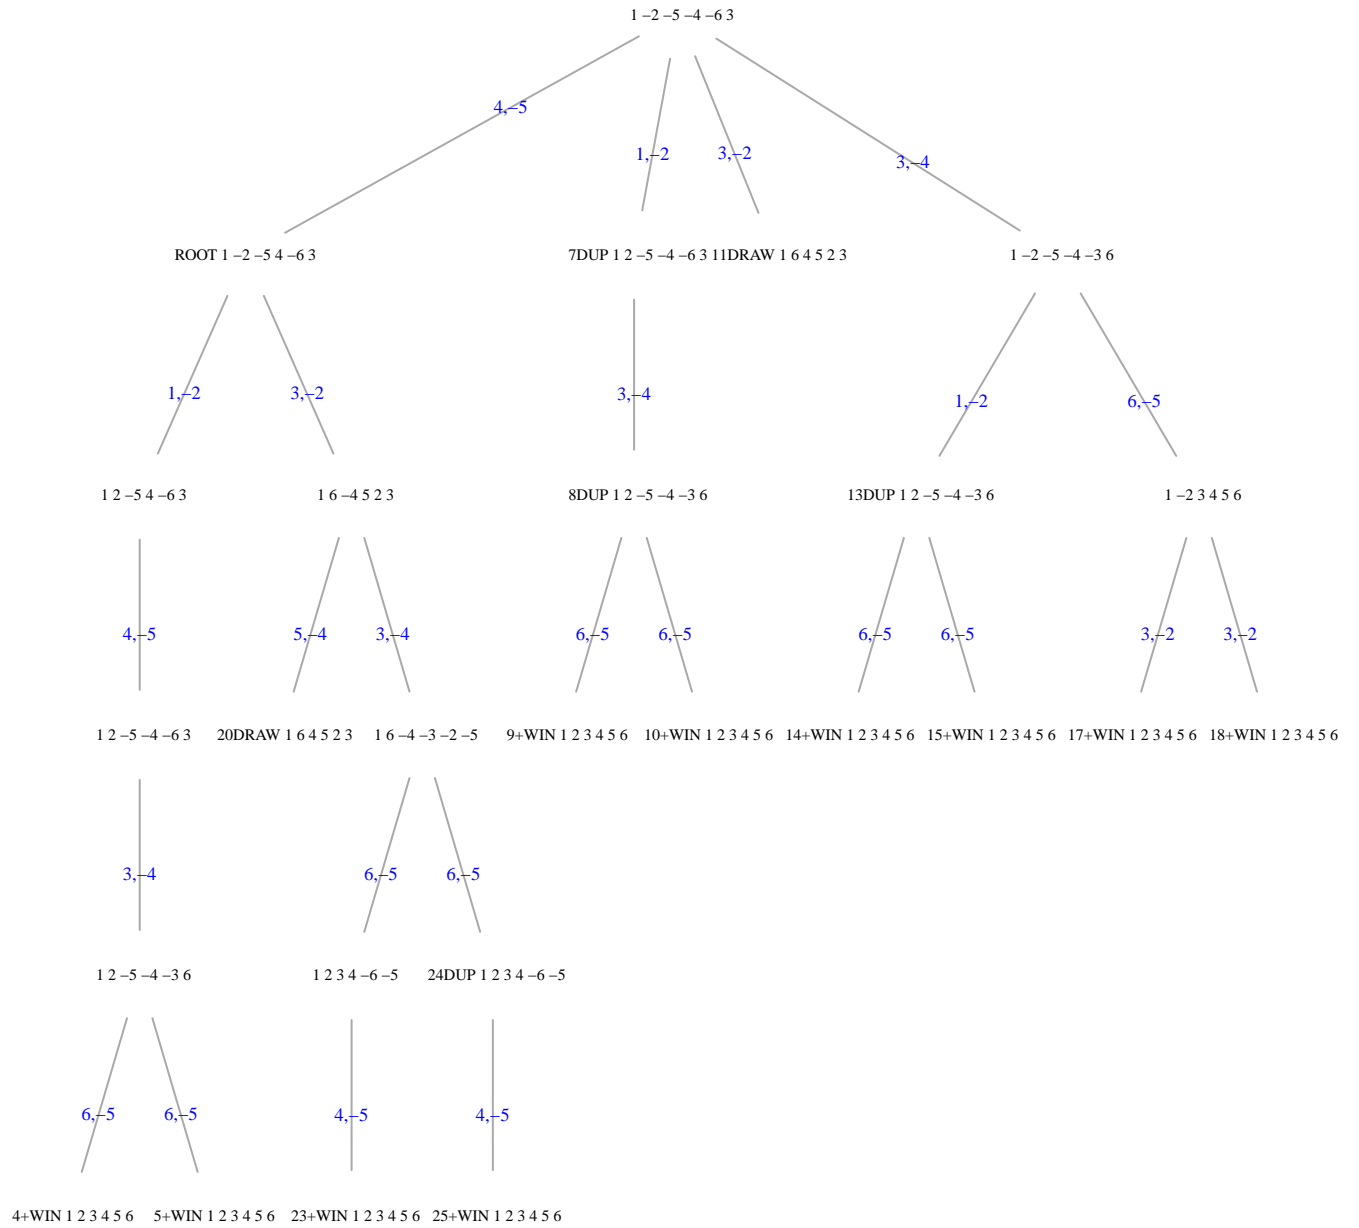 1 –2 –5 –4 –6 3
4,–5
1,–2
3,–2
3,–4
ROOT 1 –2 –5 4 –6 3
7DUP 1 2 –5 –4 –6 3
11DRAW 1 6 4 5 2 3
1 –2 –5 –4 –3 6
1,–2
3,–2
3,–4
1,–2
6,–5
1 2 –5 4 –6 3
1 6 –4 5 2 3
8DUP 1 2 –5 –4 –3 6
13DUP 1 2 –5 –4 –3 6
1 –2 3 4 5 6
4,–5
5,–4
3,–4
6,–5
6,–5
6,–5
6,–5
3,–2
3,–2
1 2 –5 –4 –6 3
20DRAW 1 6 4 5 2 3
1 6 –4 –3 –2 –5
9+WIN 1 2 3 4 5 6
10+WIN 1 2 3 4 5 6
14+WIN 1 2 3 4 5 6
15+WIN 1 2 3 4 5 6
17+WIN 1 2 3 4 5 6
18+WIN 1 2 3 4 5 6
3,–4
6,–5
6,–5
1 2 –5 –4 –3 6
1 2 3 4 –6 –5
24DUP 1 2 3 4 –6 –5
6,–5
6,–5
4,–5
4,–5
4+WIN 1 2 3 4 5 6
5+WIN 1 2 3 4 5 6
23+WIN 1 2 3 4 5 6
25+WIN 1 2 3 4 5 6